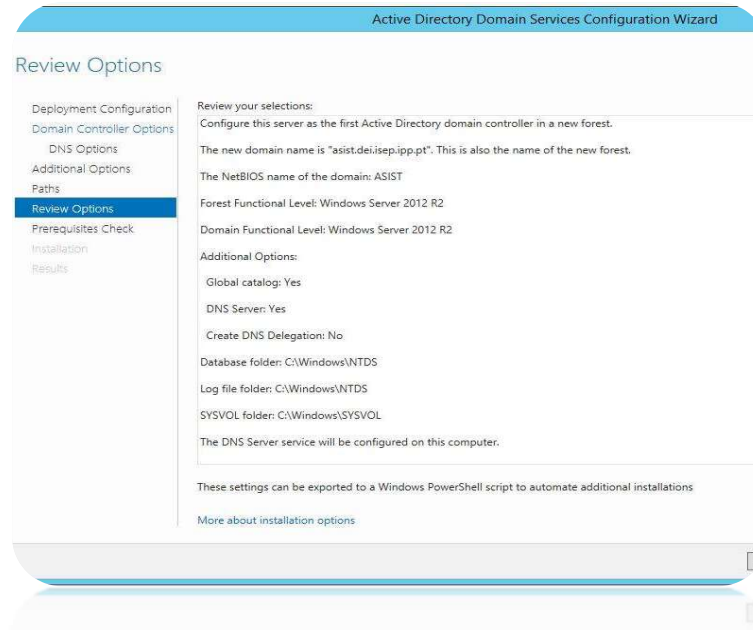 Active Directory Domain Services Configuration Wizard
Review Options
Deployment Configuration
Domain Controller Options
DNS Options
Additional Options
Paths
Review Options
Prerequisites Check
Installation
Results
Review your selections:
Configure this server as the first Active Directory domain controller in a new forest.
The new domain name is "asist.dei.isep.ipp.pt". This is also the name of the new forest.
The NetBIOS name of the domain: ASIST
Forest Functional Level: Windows Server 2012 R2
Domain Functional Level: Windows Server 2012 R2
Additional Options:
Global catalog: Yes
DNS Server: Yes
Create DNS Delegation: No
Database folder: C:\Windows\NTDS
Log file folder: C:\Windows\NTDS
SYSVOL folder: C:\Windows\SYSVOL
The DNS Server service will be configured on this computer.
These settings can be exported to a Windows PowerShell script to automate additional installations
More about installation options